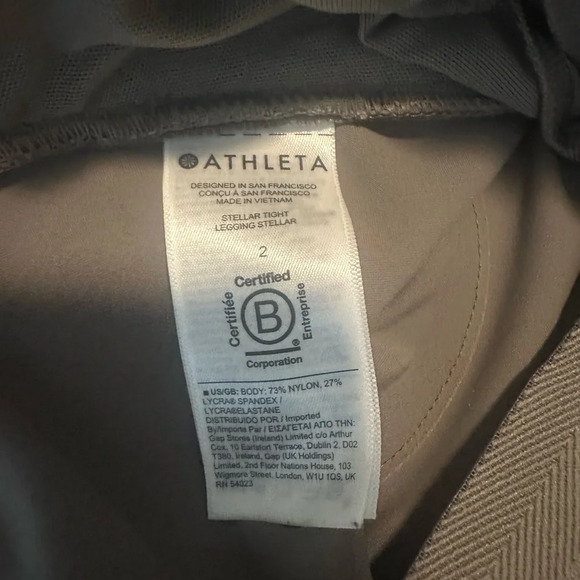 ATHLETA
DESIGNED IN SAN FRANCISCO
CONÇU À SAN FRANCISCO
MADE IN VIETNAM
STELLAR TIGHT
LEGGING STELLAR
2
Certified
Certifiée
B
Entreprise
®
Corporation
US/GB: BODY: 73% NYLON, 27%
LYCRA® SPANDEX /
LYCRA®ELASTANE
DISTRIBUIDO POR / Imported
By/Importe Par / ΕΙΣΑΓΕΤΑΙ ΑΠΟ ΤΗΝ:
Gap Stores (Ireland) Limited c/o Arthur
Cox, 10 Earlsfort Terrace, Dublin 2, D02
T380, Ireland, Gap (UK Holdings)
Limited, 2nd Floor Nations House, 103
Wigmore Street, London, W1U 1QS, UK
RN 54023